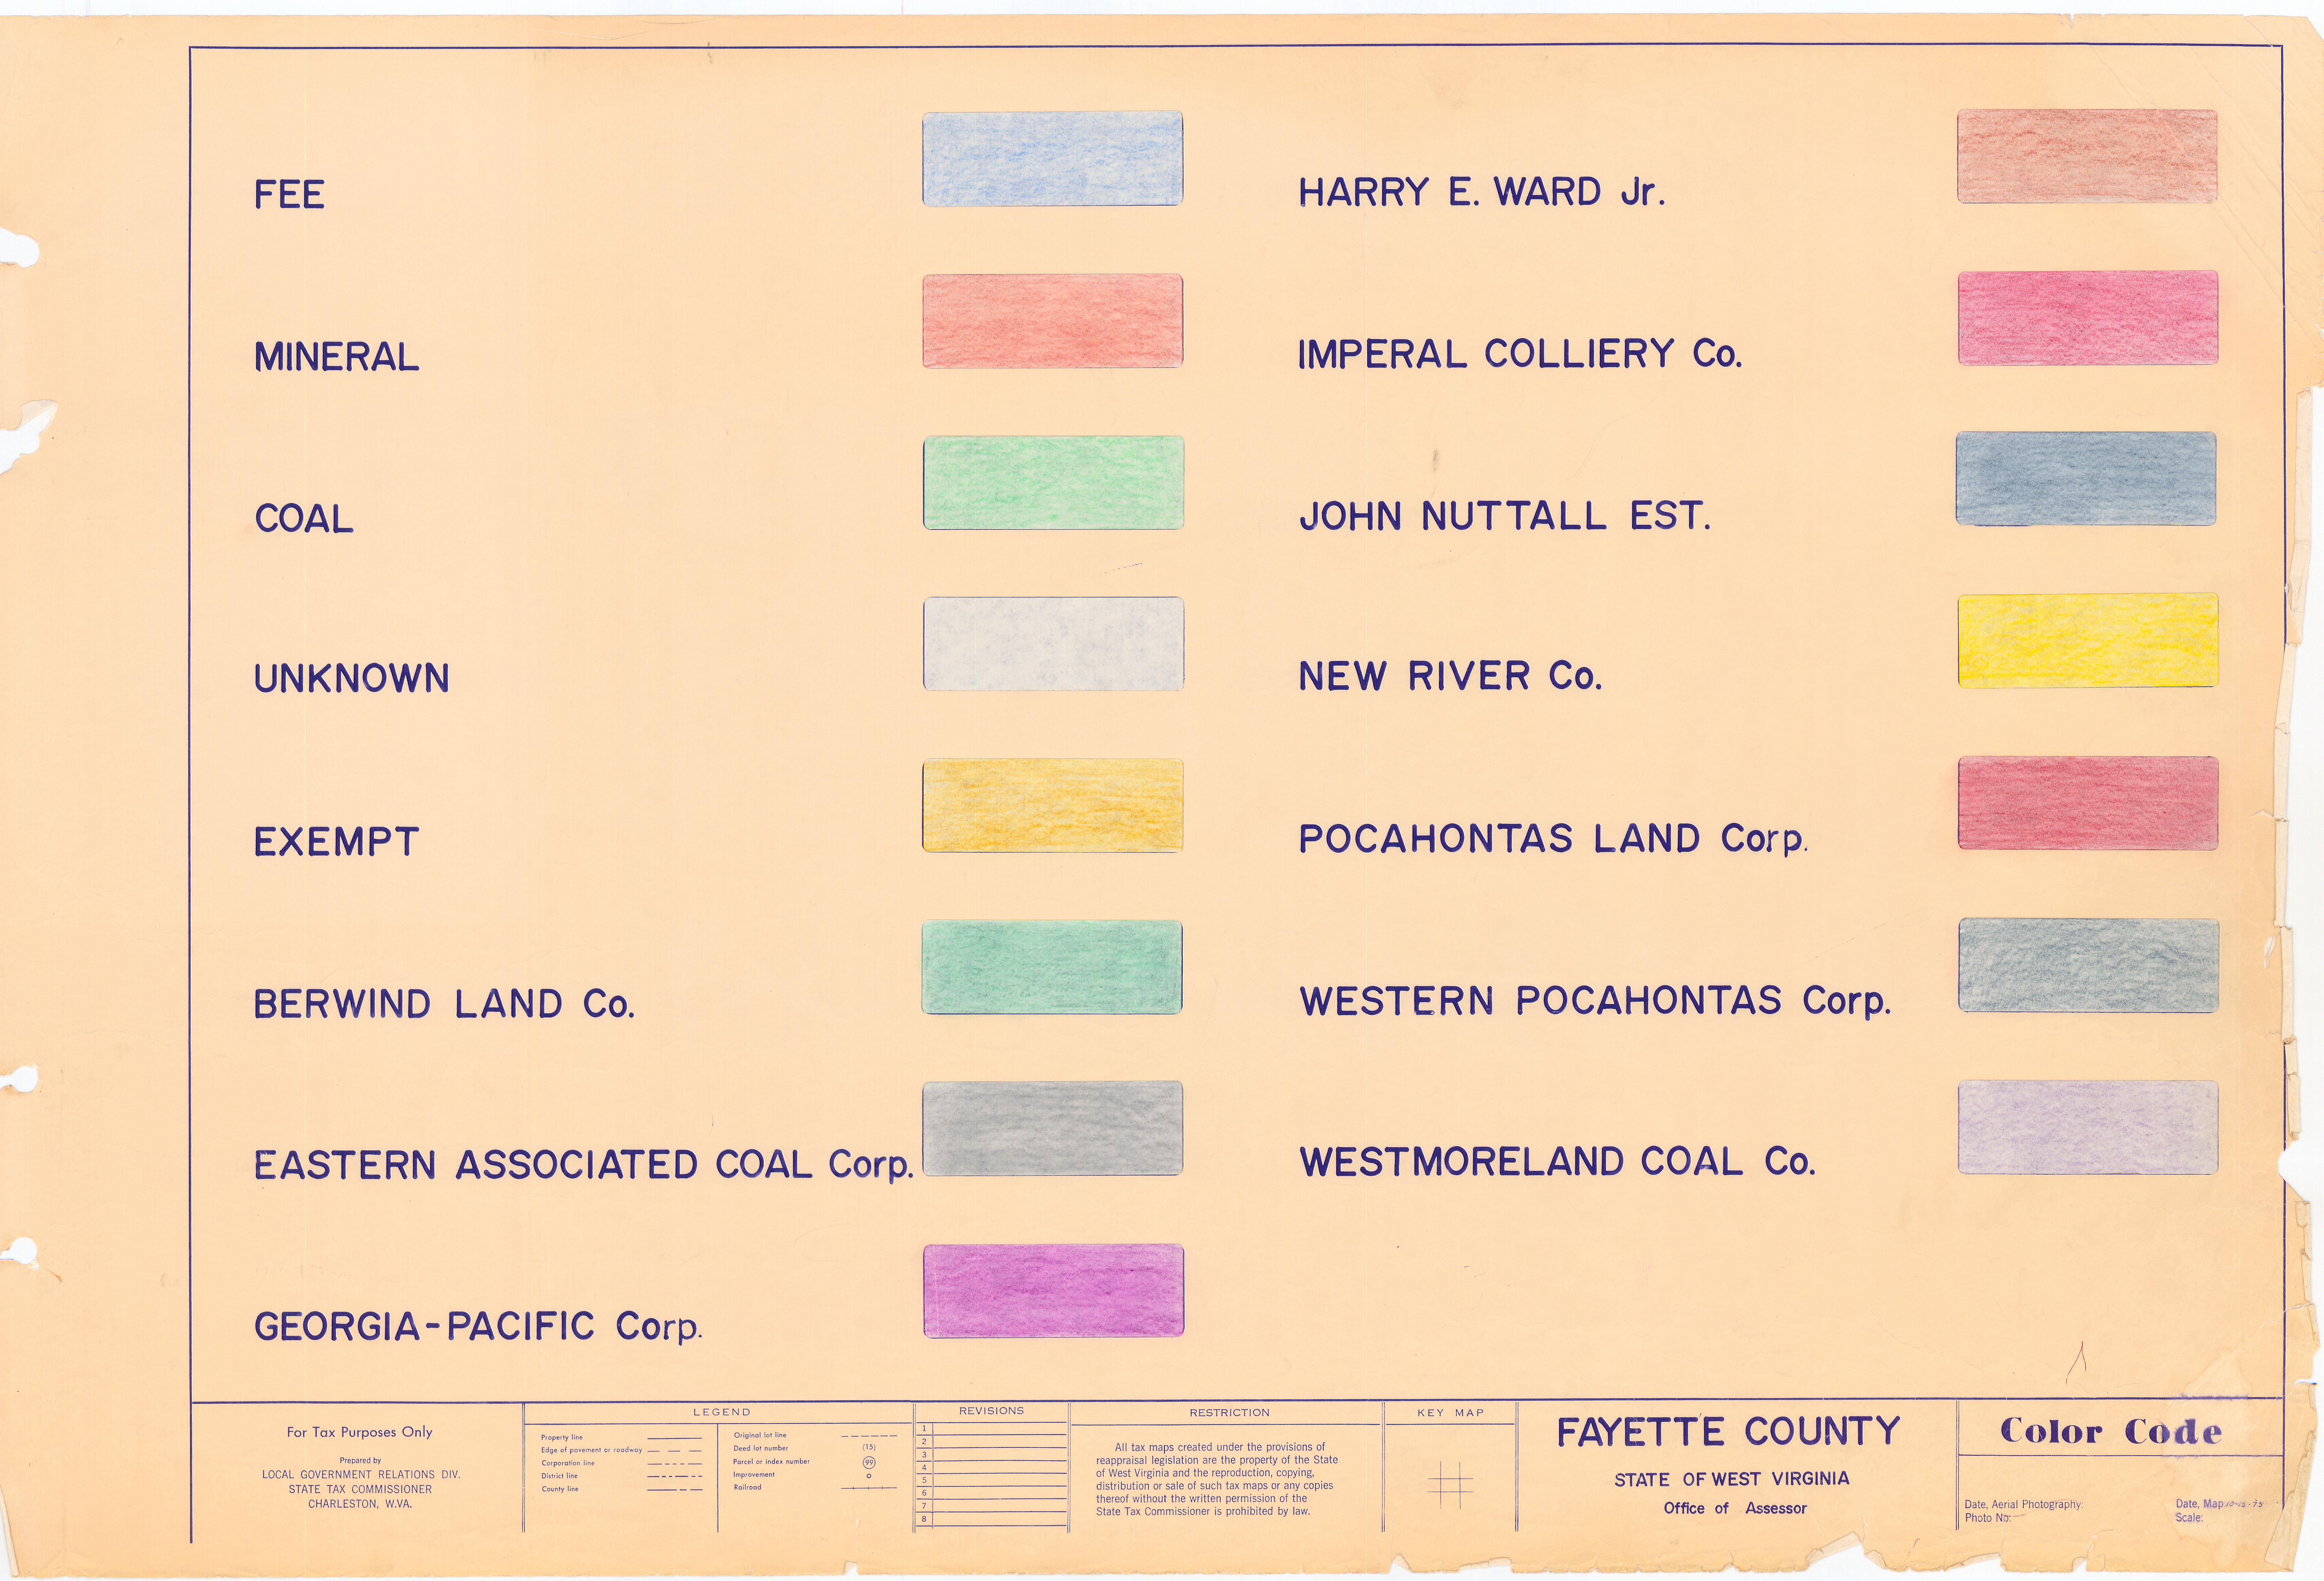 FEE
MINERAL
COAL
UNKNOWN
EXEMPT
BERWIND LAND Co.
EASTERN ASSOCIATED COAL Corp.
GEORGIA-PACIFIC Corp.
HARRY E. WARD Jr.
IMPERAL COLLIERY Co.
JOHN NUTTALL EST.
NEW RIVER Co.
POCAHONTAS LAND Corp.
WESTERN POCAHONTAS Corp.
WESTMORELAND COAL Co.
For Tax Purposes Only
Prepared by
LOCAL GOVERNMENT RELATIONS DIV.
STATE TAX COMMISSIONER
CHARLESTON, W.VA.
LEGEND
Property line
Edge of pavement or roadway
Corporation line
District line
County line
Original lot line
Deed lot number (15)
Parcel or index number 99
Improvement
Railroad
REVISIONS
1
2
3
4
5
6
7
8
RESTRICTION
All tax maps created under the provisions of
reappraisal legislation are the property of the State
of West Virginia and the reproduction, copying,
distribution or sale of such tax maps or any copies
thereof without the written permission of the
State Tax Commissioner is prohibited by law.
KEY MAP
FAYETTE COUNTY
STATE OF WEST VIRGINIA
Office of Assessor
Color Code
Date, Aerial Photography:
Photo No:
Date, Map:
Scale: